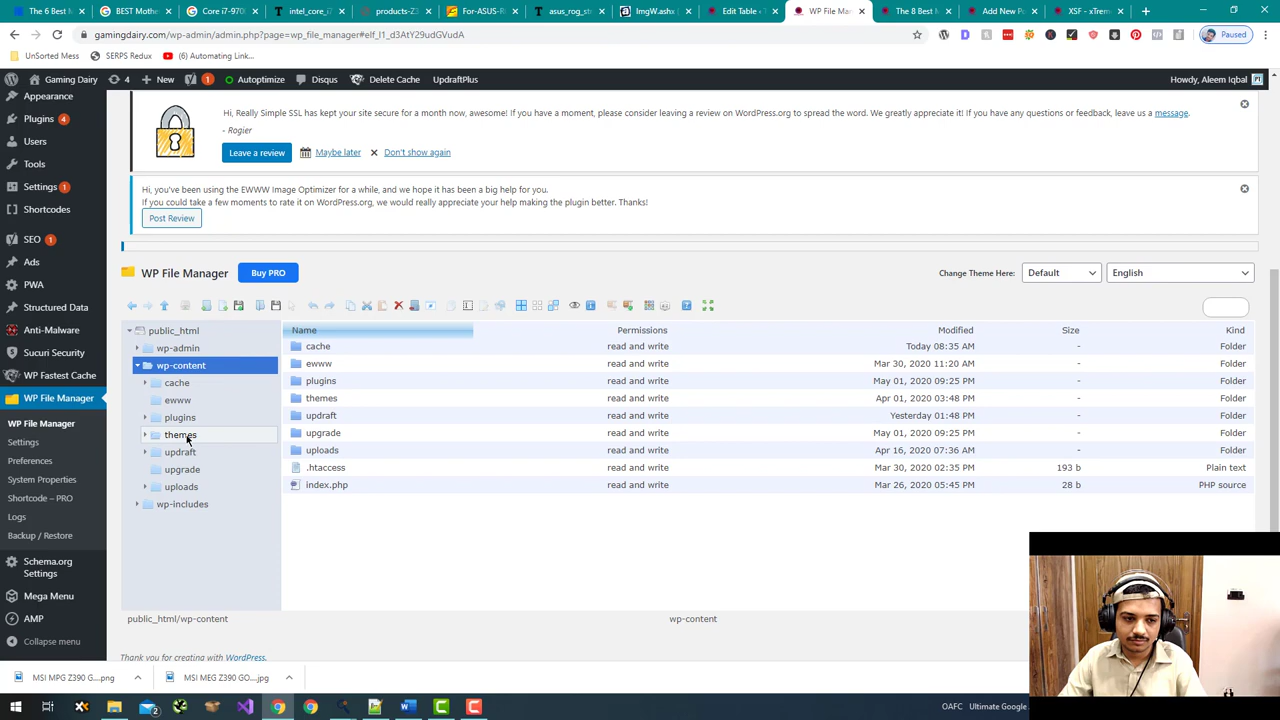 The 6 Best M
BEST Mothe
Core i7-970
intel_core_i7
products-Z3
For-ASUS-R
asus_rog_st
ImgW.ashx (
Edit Table • T
WP File Man
The 8 Best M
Add New Po
XSF - xTrem
gamingdairy.com/wp-admin/admin.php?page=wp_file_manager#elf_l1_d3AtY29udGVudA
Paused
UnSorted Mess
SERPS Redux
(6) Automating Link...
Gaming Dairy
4
New
1
Autoptimize
Disqus
Delete Cache
UpdraftPlus
Howdy, Aleem Iqbal
Appearance
Plugins 4
Users
Tools
Settings 1
Shortcodes
SEO 1
Ads
PWA
Structured Data
Anti-Malware
Sucuri Security
WP Fastest Cache
WP File Manager
WP File Manager
Settings
Preferences
System Properties
Shortcode – PRO
Logs
Backup / Restore
Schema.org
Settings
Mega Menu
AMP
Collapse menu
Hi, Really Simple SSL has kept your site secure for a month now, awesome! If you have a moment, please consider leaving a review on WordPress.org to spread the word. We greatly appreciate it! If you have any questions or feedback, leave us a message.
- Rogier
Leave a review
Maybe later
Don't show again
Hi, you've been using the EWWW Image Optimizer for a while, and we hope it has been a big help for you.
If you could take a few moments to rate it on WordPress.org, we would really appreciate your help making the plugin better. Thanks!
Post Review
WP File Manager
Buy PRO
Change Theme Here:
Default
English
public_html
wp-admin
wp-content
cache
ewww
plugins
themes
updraft
upgrade
uploads
wp-includes
Name Permissions Modified Size Kind
cache read and write Today 08:35 AM - Folder
ewww read and write Mar 30, 2020 11:20 AM - Folder
plugins read and write May 01, 2020 09:25 PM - Folder
themes read and write Apr 01, 2020 03:48 PM - Folder
updraft read and write Yesterday 01:48 PM - Folder
upgrade read and write May 01, 2020 09:25 PM - Folder
uploads read and write Apr 16, 2020 07:36 AM - Folder
.htaccess read and write Mar 30, 2020 02:35 PM 193 b Plain text
index.php read and write Mar 26, 2020 05:45 PM 28 b PHP source
public_html/wp-content
wp-content
Thank you for creating with WordPress.
MSI MPG Z390 G....png
MSI MEG Z390 GO....jpg
OAFC
Ultimate Google